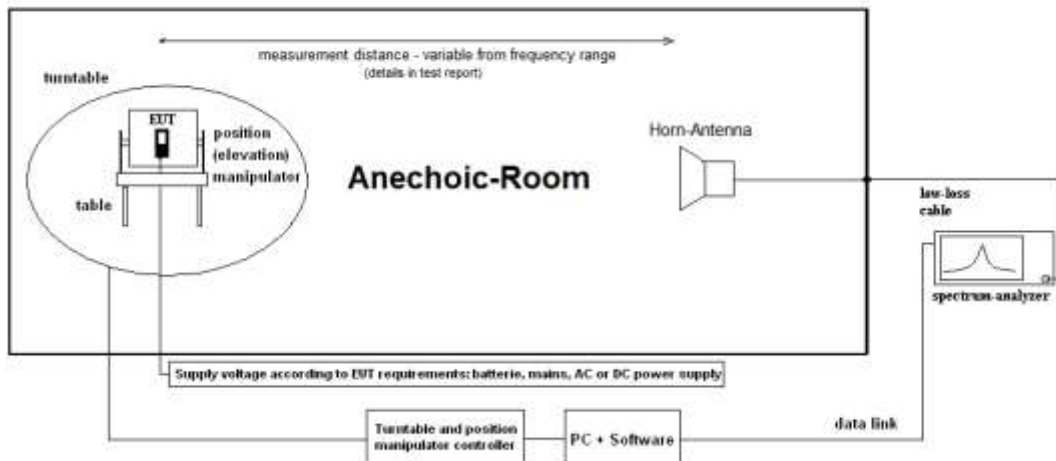 measurement distance - variable from frequency range
(details in test report)
turntable
EUT
position
(elevation)
manipulator
table
Anechoic-Room
Horn-Antenna
low-loss
cable
spectrum-analyzer
Supply voltage according to EUT requirements: batterie, mains, AC or DC power supply
Turntable and position
manipulator controller
PC + Software
data link